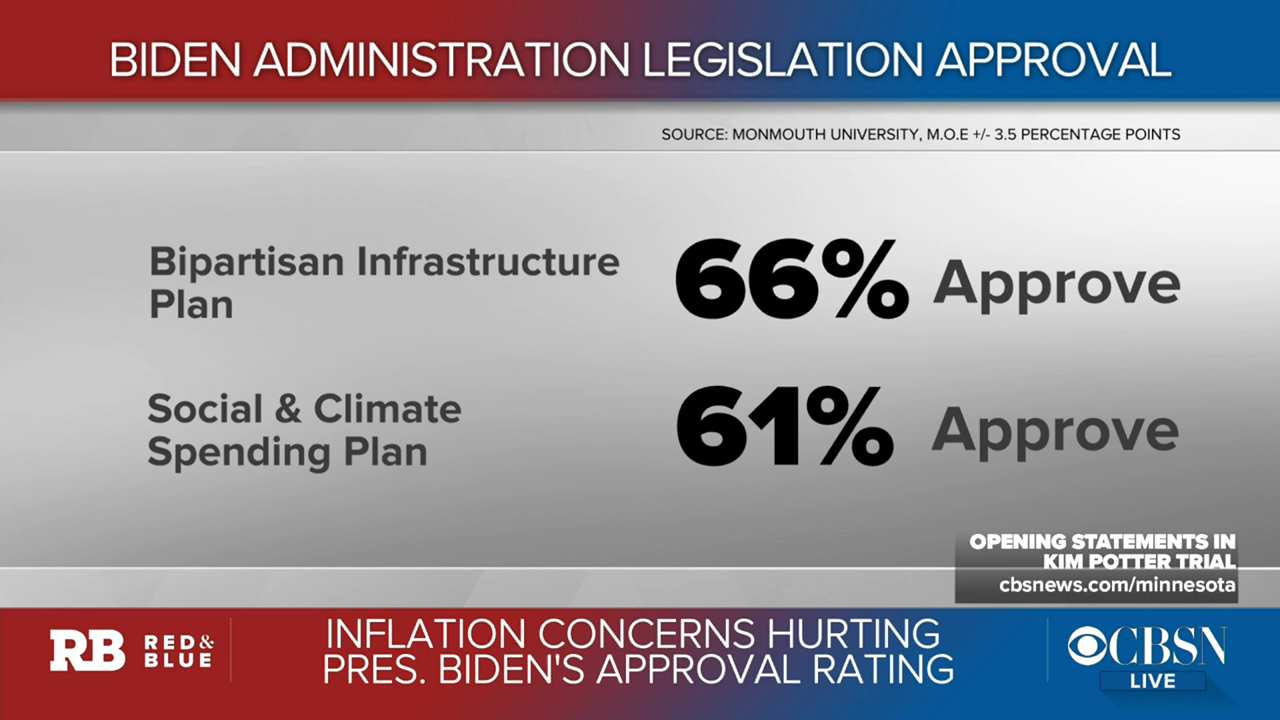 BIDEN ADMINISTRATION LEGISLATION APPROVAL
SOURCE: MONMOUTH UNIVERSITY, M.O.E +/- 3.5 PERCENTAGE POINTS
Bipartisan Infrastructure
Plan
66% Approve
Social & Climate
Spending Plan
61% Approve
OPENING STATEMENTS IN
KIM POTTER TRIAL
cbsnews.com/minnesota
RB RED &
BLUE
INFLATION CONCERNS HURTING
PRES. BIDEN'S APPROVAL RATING
CBSN
LIVE